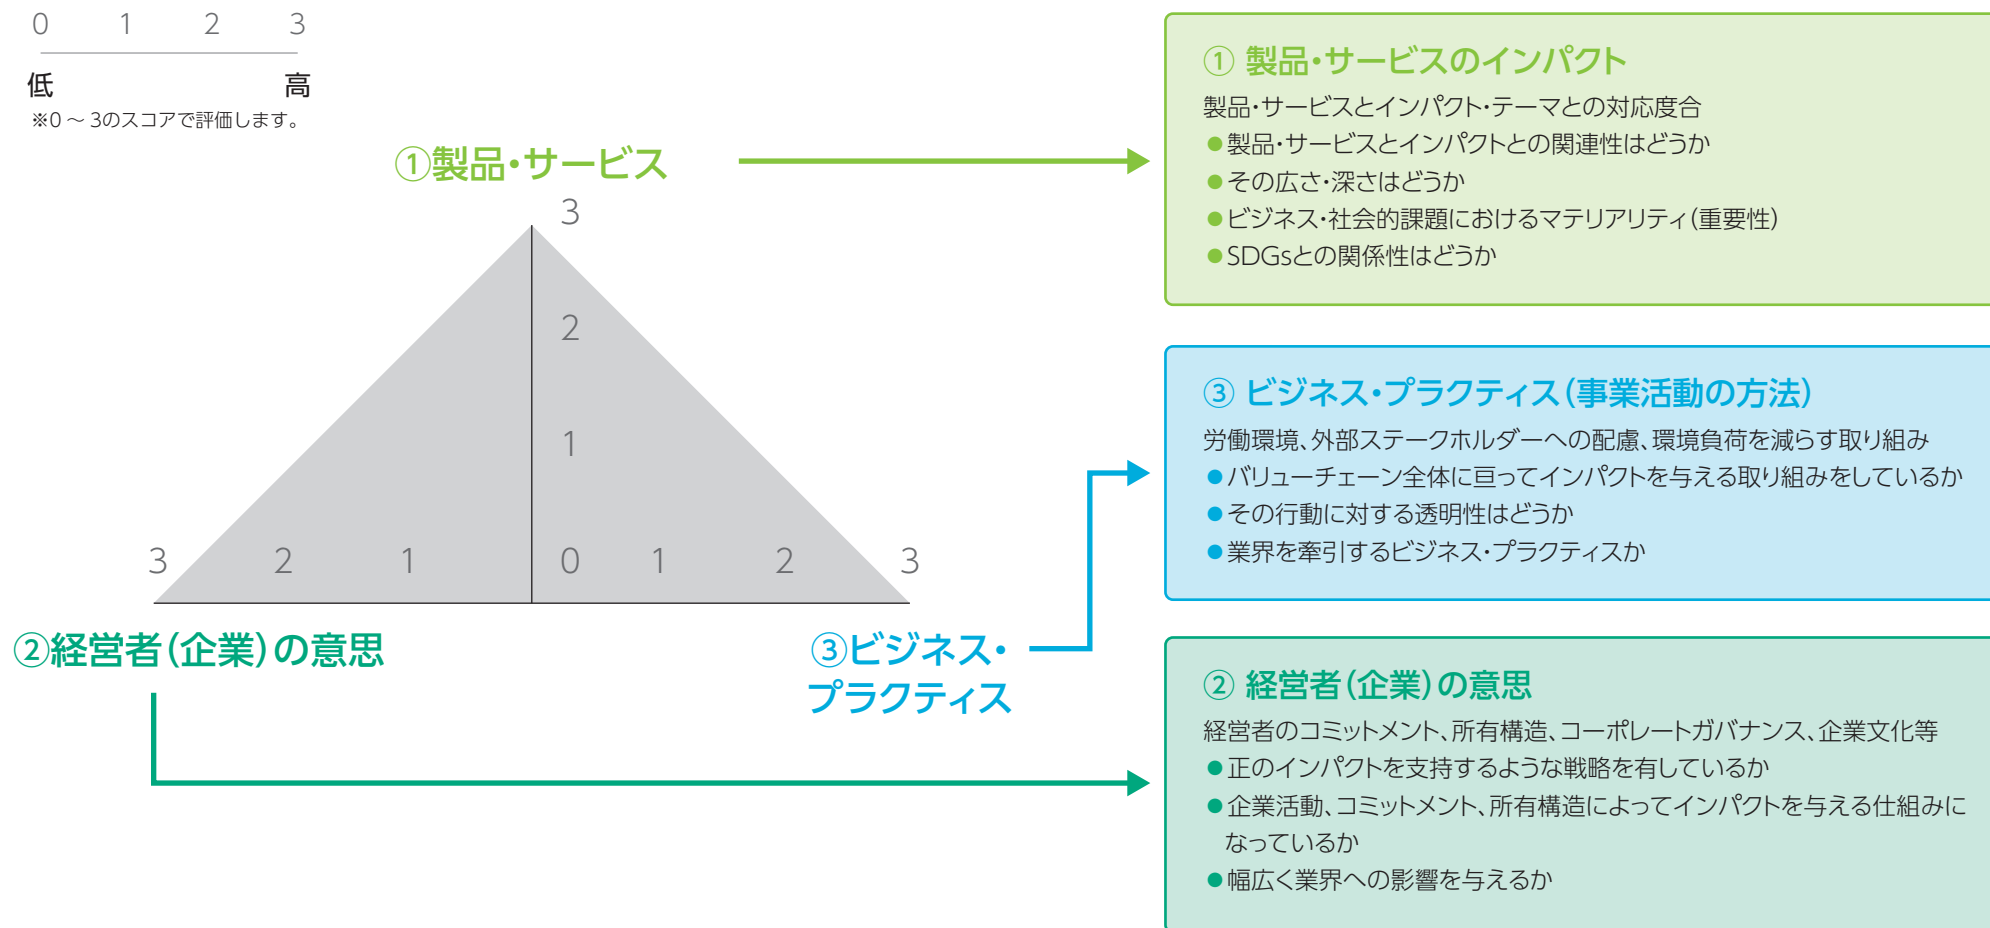 0 1 2 3
低 高
※0 ～ 3のスコアで評価します。
①製品・サービス
3
2
1
3 2 1 0 1 2 3
②経営者（企業）の意思
③ビジネス・
プラクティス
① 製品・サービスのインパクト
製品・サービスとインパクト・テーマとの対応度合
●製品・サービスとインパクトとの関連性はどうか
●その広さ・深さはどうか
●ビジネス・社会的課題におけるマテリアリティ（重要性）
●SDGsとの関係性はどうか
③ ビジネス・プラクティス（事業活動の方法）
労働環境、外部ステークホルダーへの配慮、環境負荷を減らす取り組み
●バリューチェーン全体に亘ってインパクトを与える取り組みをしているか
●その行動に対する透明性はどうか
●業界を牽引するビジネス・プラクティスか
② 経営者（企業）の意思
経営者のコミットメント、所有構造、コーポレートガバナンス、企業文化等
●正のインパクトを支持するような戦略を有しているか
●企業活動、コミットメント、所有構造によってインパクトを与える仕組みに
なっているか
●幅広く業界への影響を与えるか